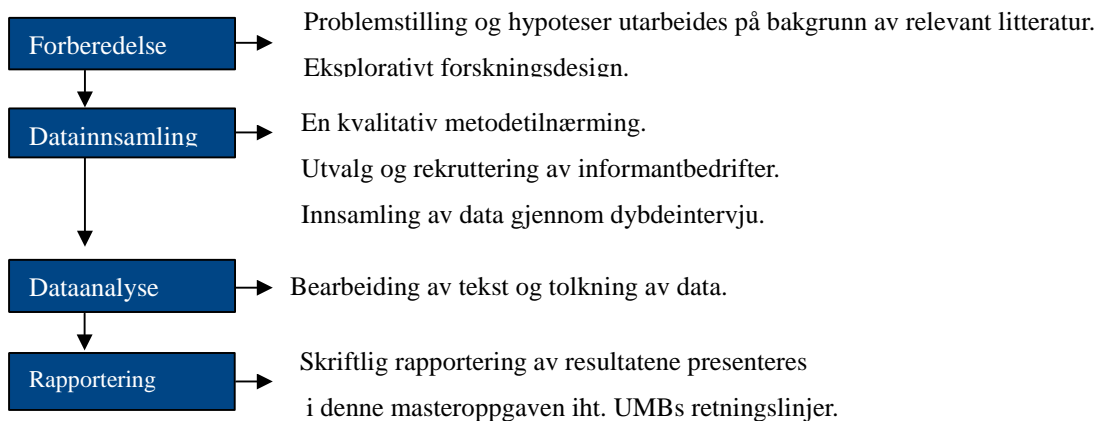 Forberedelse
Problemstilling og hypoteser utarbeides på bakgrunn av relevant litteratur.
Eksplorativt forskningsdesign.
Datainnsamling
En kvalitativ metodetilnærming.
Utvalg og rekruttering av informantbedrifter.
Innsamling av data gjennom dybdeintervju.
Dataanalyse
Bearbeiding av tekst og tolkning av data.
Rapportering
Skriftlig rapportering av resultatene presenteres
i denne masteroppgaven iht. UMBs retningslinjer.